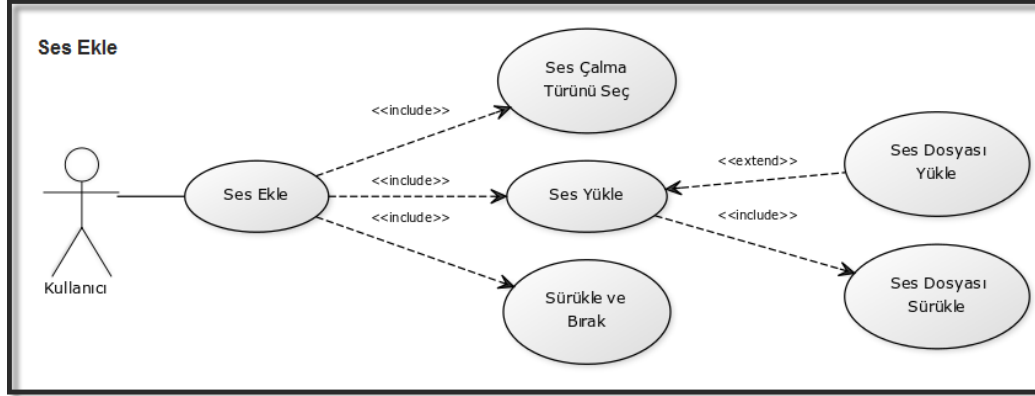 Ses Ekle
Ses Çalma
Türünü Seç
<<include>>
Ses Dosyası
Yükle
<<extend>>
<<include>>
Ses Ekle
Ses Yükle
<<include>>
<<include>>
Ses Dosyası
Sürükle
Kullanıcı
Sürükle ve
Bırak